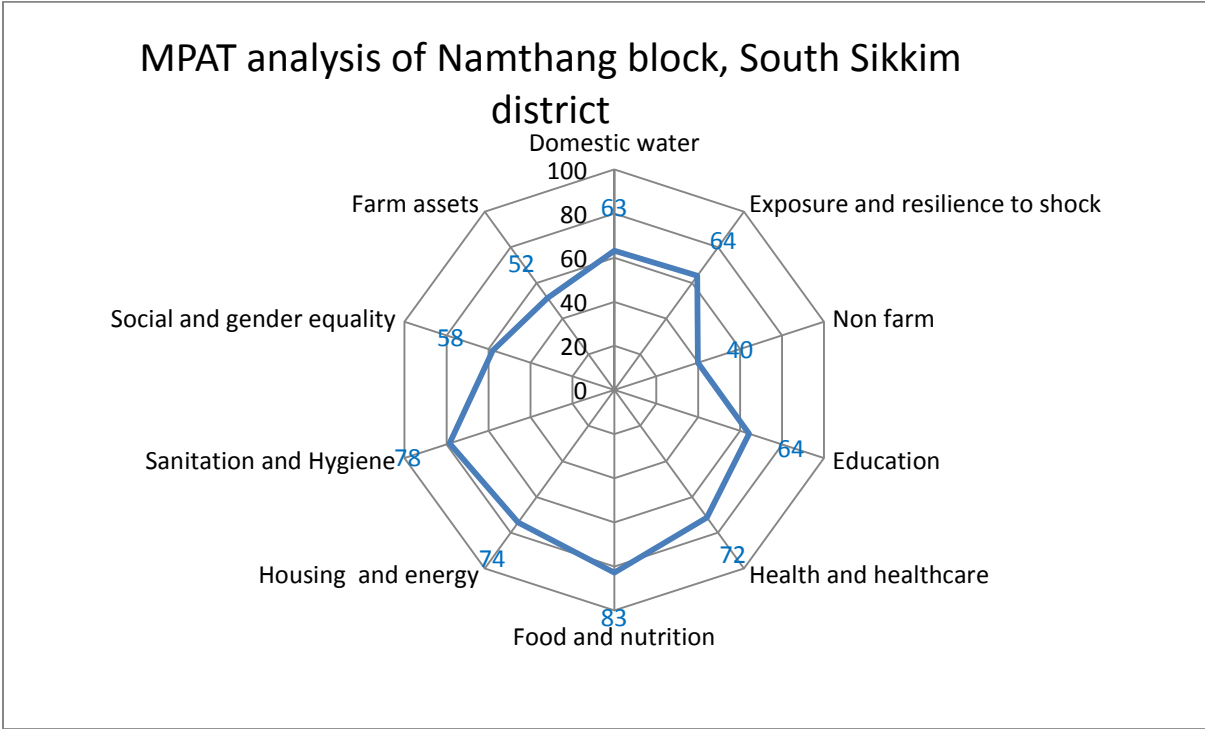 MPAT analysis of Namthang block, South Sikkim
district
Domestic water
100
Farm assets
Exposure and resilience to shock
80
63
64
60
52
Social and gender equality
58
40
40
Non farm
20
0
Sanitation and Hygiene
78
64
Education
Housing  and energy
74
72
Health and healthcare
83
Food and nutrition